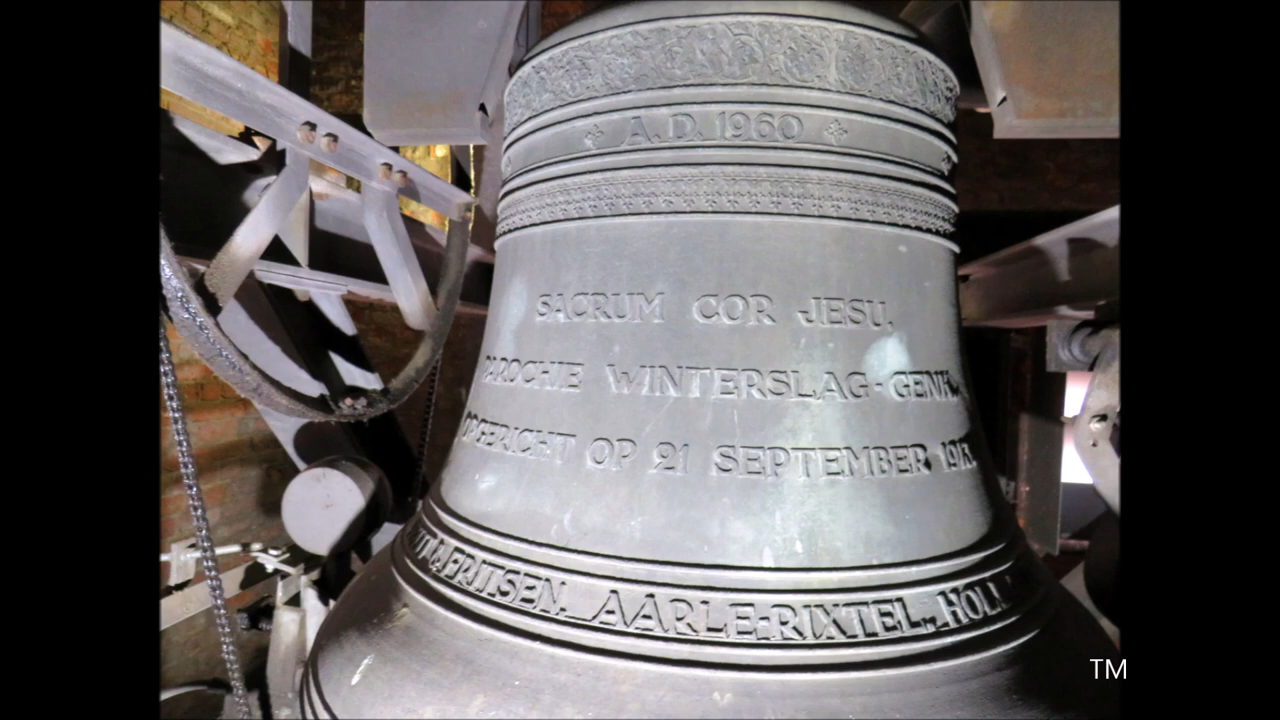 A.D. 1960
SACRUM COR JESU.
PAROCHIE WINTERSLAG-GENK
OPGERICHT OP 21 SEPTEMBER
FRITSEN. AARLE-RIXTEL, HOLL
TM